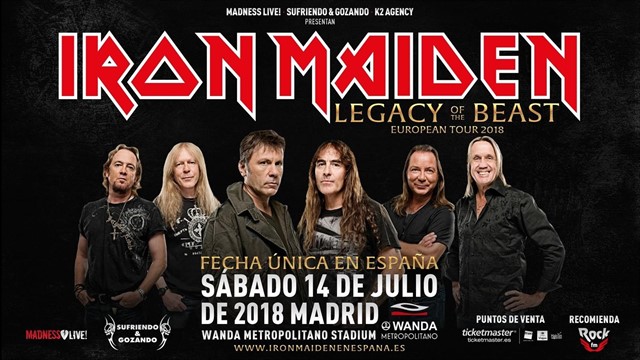 MADNESS LIVE! · SUFRIENDO & GOZANDO · K2 AGENCY
PRESENTAN
IRON MAIDEN
LEGACY OF THE BEAST
EUROPEAN TOUR 2018
FECHA ÚNICA EN ESPAÑA
SÁBADO 14 DE JULIO
DE 2018 MADRID
WANDA METROPOLITANO
WANDA METROPOLITANO STADIUM
WWW.IRONMAIDENENESPANA.ES
MADNESS LIVE!
SUFRIENDO & GOZANDO
PUNTOS DE VENTA
ticketmaster
ticketmaster.es
RECOMIENDA
Rock fm